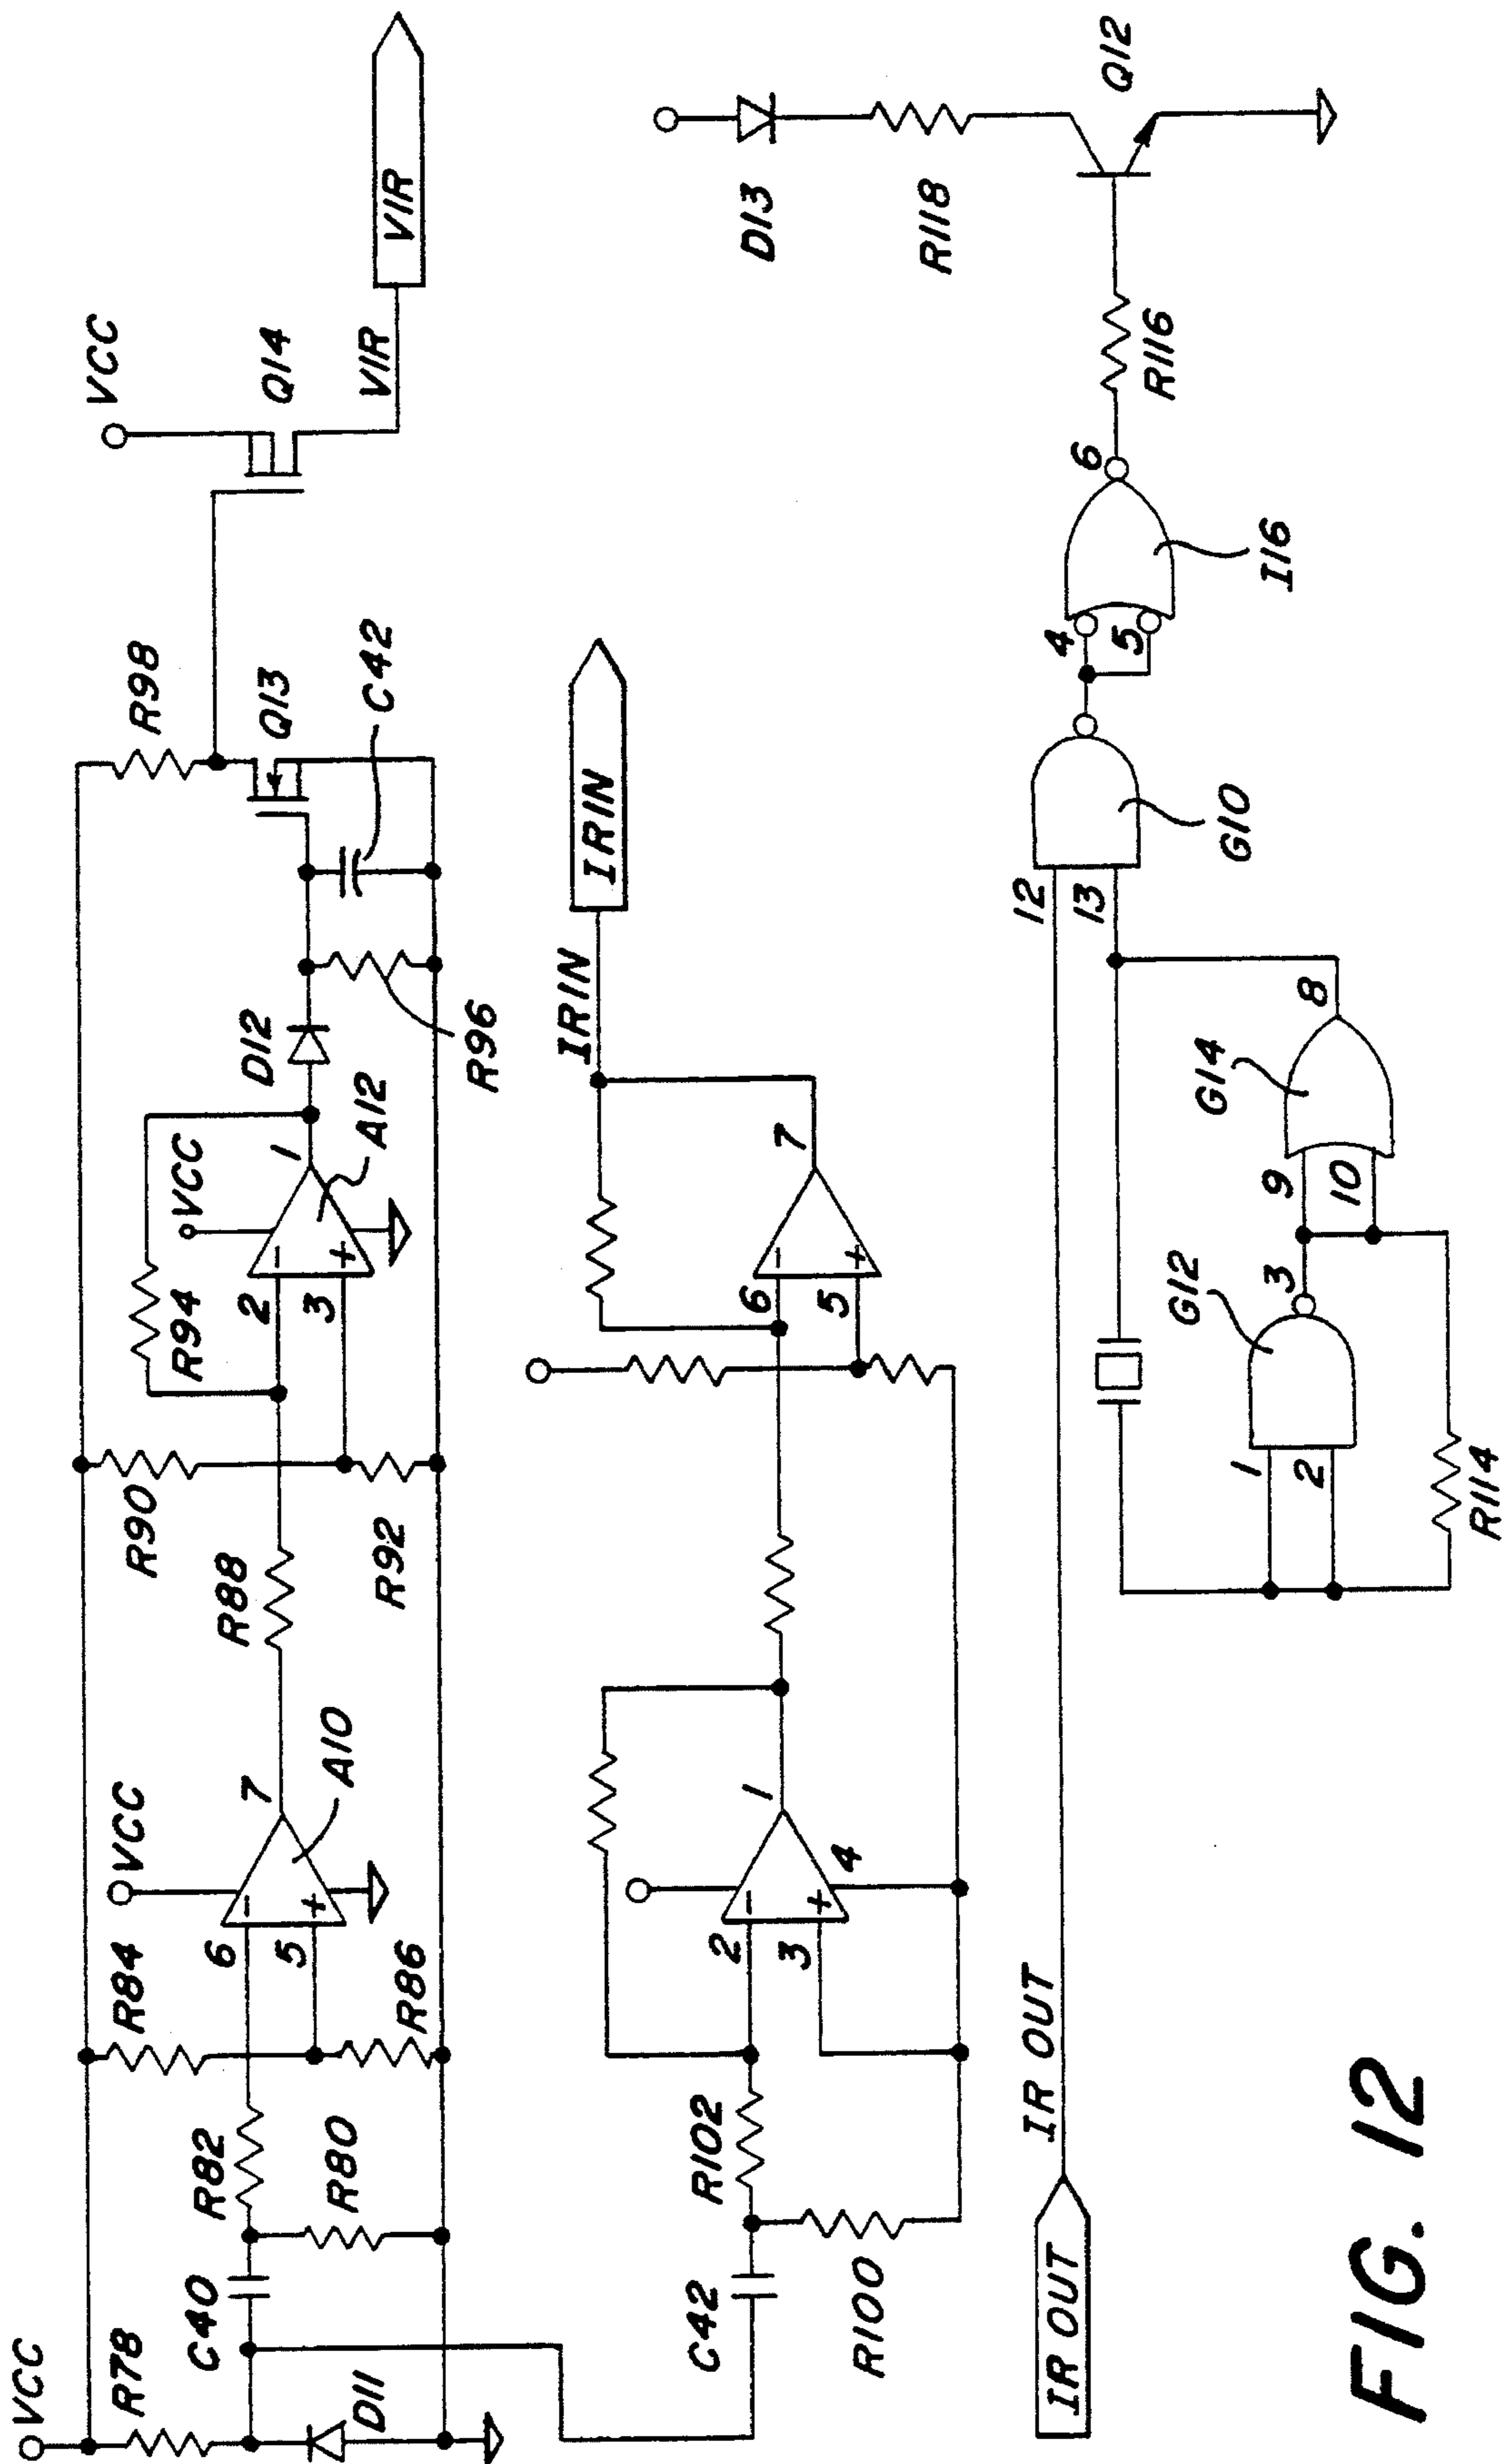 VCC
R78
C40
D11
R82
R80
R84
R86
VCC
6
5
7
A10
R88
R90
R92
R94
2
3
VCC
1
A12
D12
R96
R98
Q13
C42
VCC
Q14
VIR
VIR
C42
R102
R100
2
3
4
1
6
5
7
IRIN
IRIN
IR OUT
IR OUT
12
13
G10
4
5
6
I16
R116
D13
R118
Q12
1
2
G12
3
9
10
G14
8
R114
FIG. 12